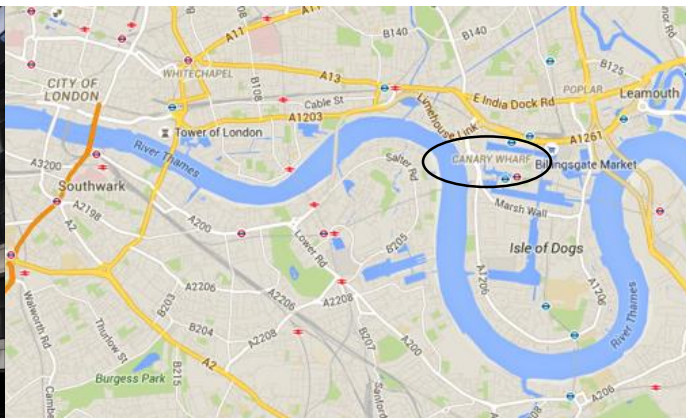 A11
B140
B140
A11
WHITECHAPEL
B108
A13
B125
CITY OF
LONDON
Cable St
Limehouse Link
E India Dock Rd
POPLAR
Leamouth
A1203
Tower of London
A1261
River Thames
Salter Rd
CANARY WHARF
Billingsgate Market
A3200
Southwark
A2198
A2
A200
Marsh Wall
Lower Rd
B205
Isle of Dogs
A2206
A2206
A2208
A1206
A1206
River Thames
Walworth Rd
Thurlow St
B203
B204
A2208
B207
A200
A2
B215
Burgess Park
A206